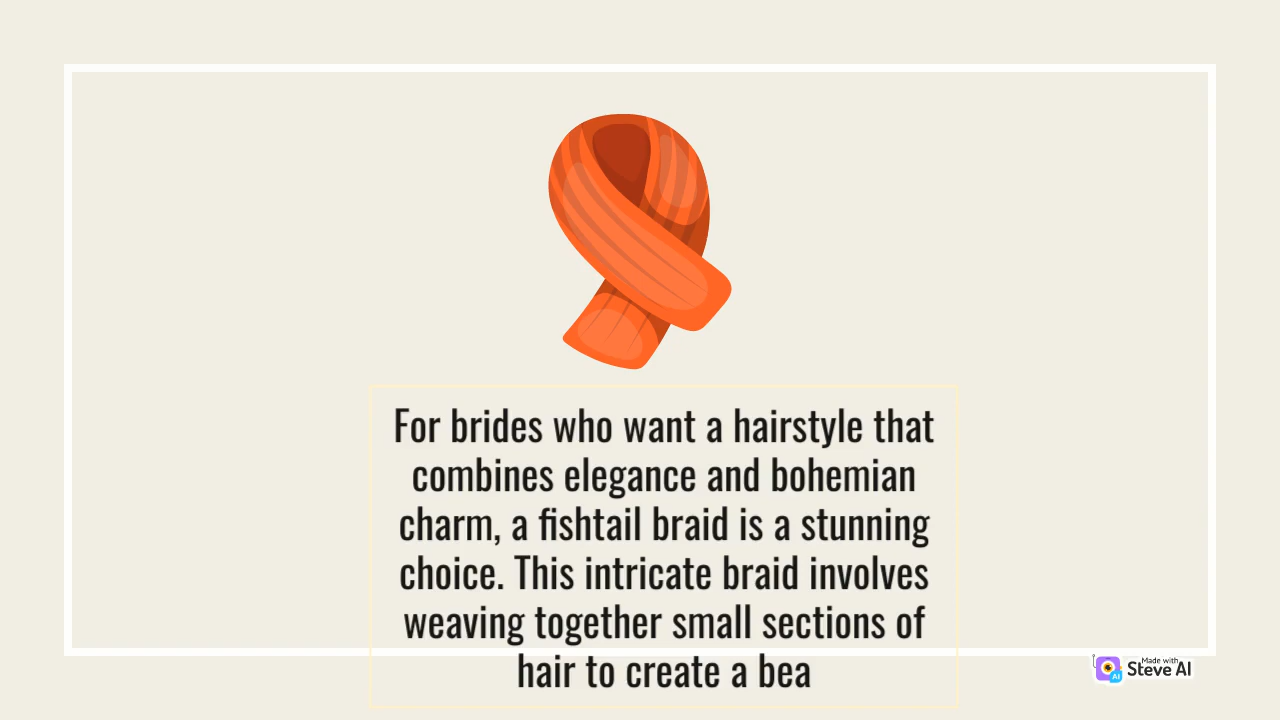 For brides who want a hairstyle that
combines elegance and bohemian
charm, a fishtail braid is a stunning
choice. This intricate braid involves
weaving together small sections of
hair to create a bea
Made with
Steve AI
AI